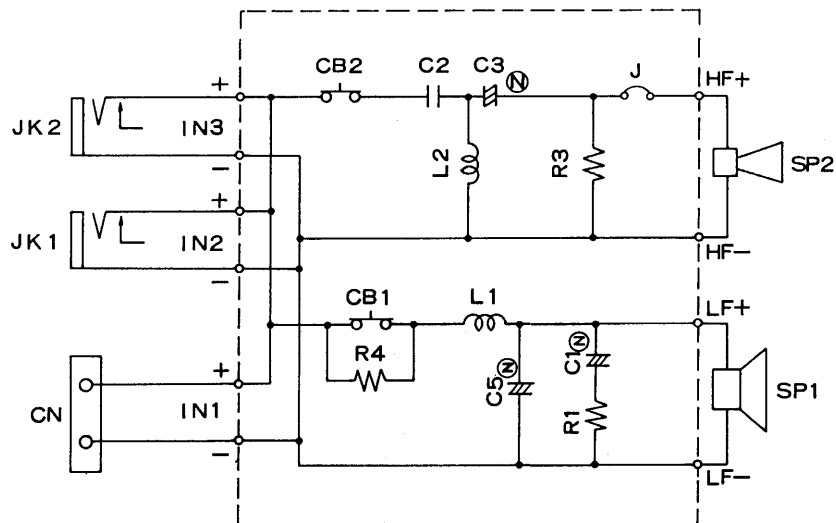 CB2
C2
C3
N
J
HF+
+
JK2
IN3
L2
R3
SP2
−
+
JK1
IN2
HF−
−
CB1
L1
LF+
R4
C5
N
C1
N
SP1
+
CN
IN1
R1
−
LF−